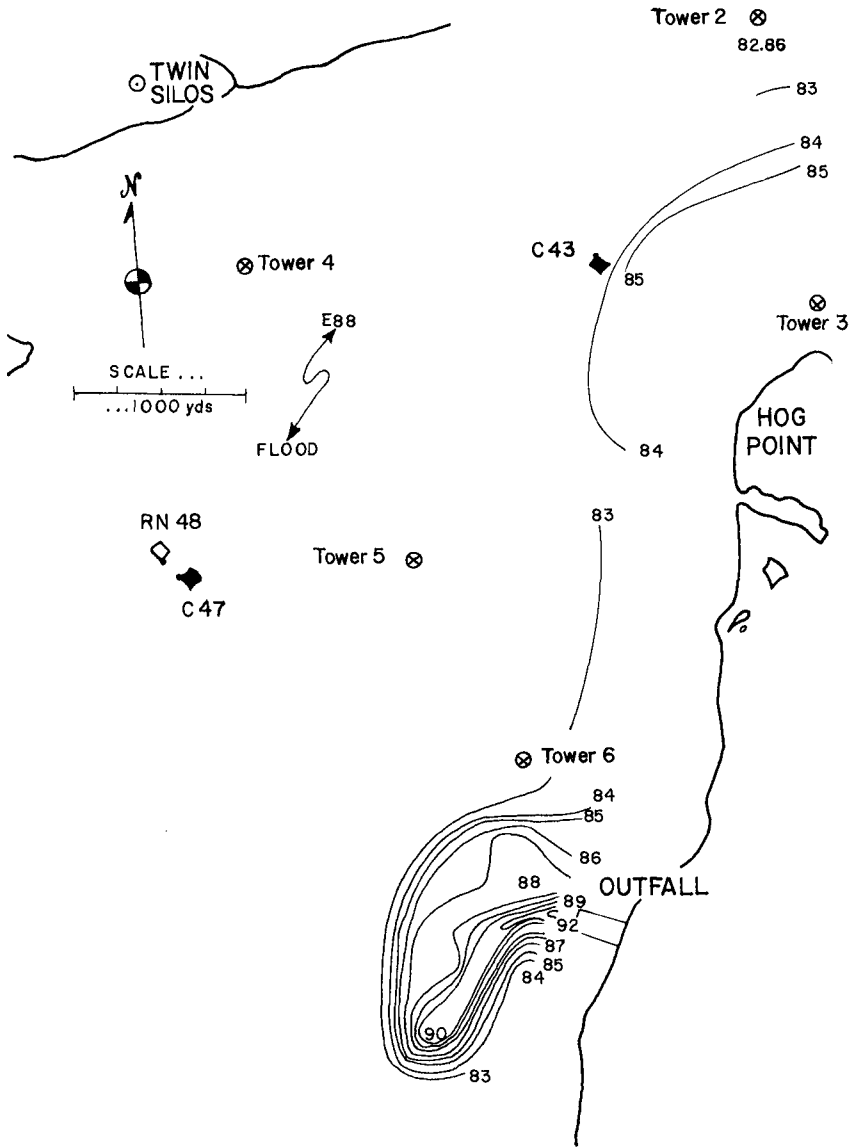 Tower 2
82.86
TWIN
SILOS
83
84
85
N
C 43
Tower 4
85
Tower 3
E88
SCALE ...
...1000 yds
HOG
POINT
FLOOD
84
RN 48
83
Tower 5
C 47
Tower 6
84
85
86
88
OUTFALL
89
92
87
85
84
90
83